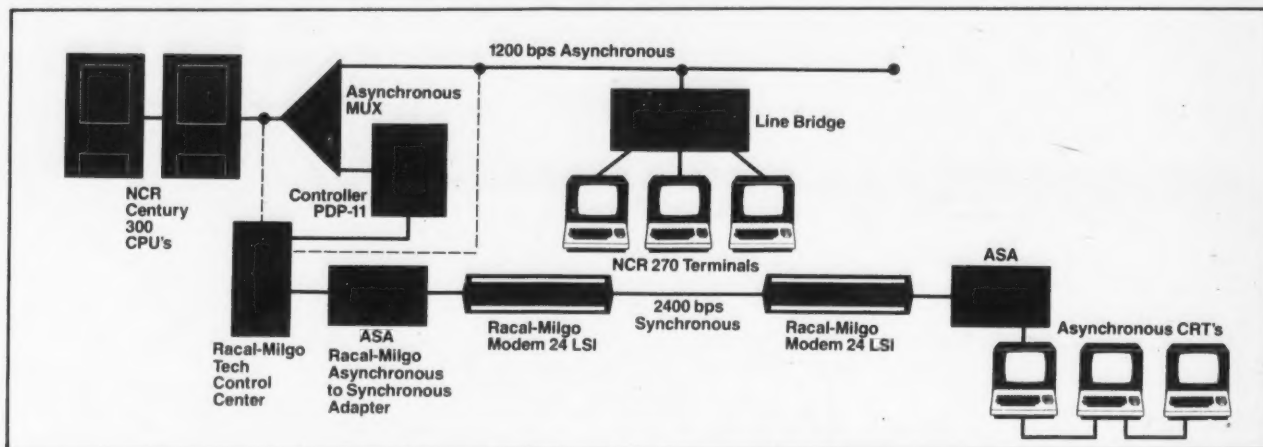 1200 bps Asynchronous
Asynchronous
MUX
Line Bridge
NCR
Century
300
CPU's
Controller
PDP-11
NCR 270 Terminals
ASA
2400 bps
Synchronous
Racal-Milgo
Tech
Control
Center
ASA
Racal-Milgo
Asynchronous
to Synchronous
Adapter
Racal-Milgo
Modem 24 LSI
Racal-Milgo
Modem 24 LSI
Asynchronous CRT's